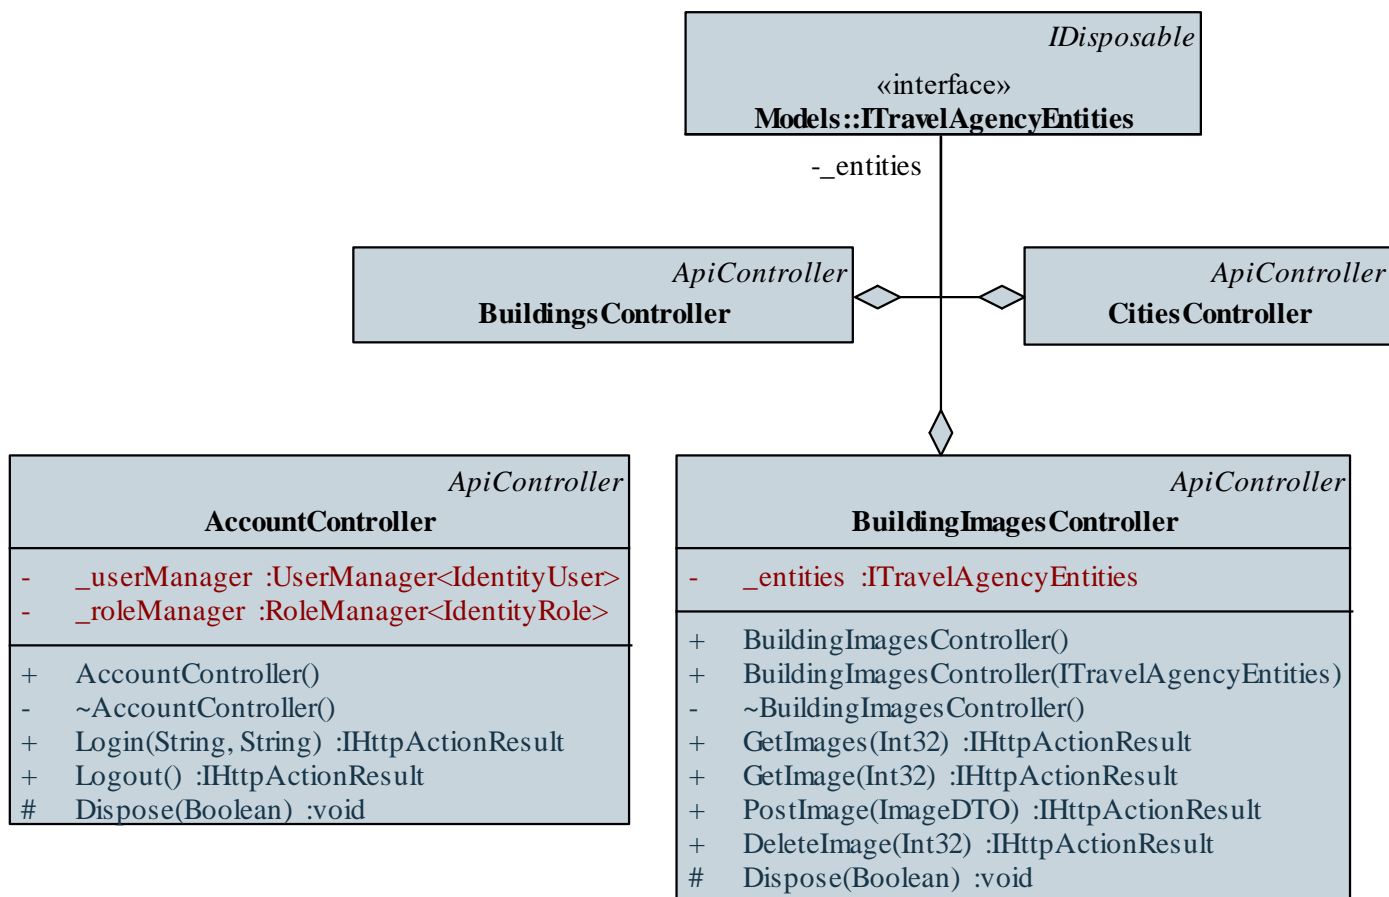 IDisposable
«interface»
Models::ITravelAgencyEntities
-_entities
ApiController
BuildingsController
ApiController
CitiesController
ApiController
AccountController
- _userManager :UserManager<IdentityUser>
- _roleManager :RoleManager<IdentityRole>
+ AccountController()
- ~AccountController()
+ Login(String, String) :IHttpActionResult
+ Logout() :IHttpActionResult
# Dispose(Boolean) :void
ApiController
BuildingImagesController
- _entities :ITravelAgencyEntities
+ BuildingImagesController()
+ BuildingImagesController(ITravelAgencyEntities)
- ~BuildingImagesController()
+ GetImages(Int32) :IHttpActionResult
+ GetImage(Int32) :IHttpActionResult
+ PostImage(ImageDTO) :IHttpActionResult
+ DeleteImage(Int32) :IHttpActionResult
# Dispose(Boolean) :void